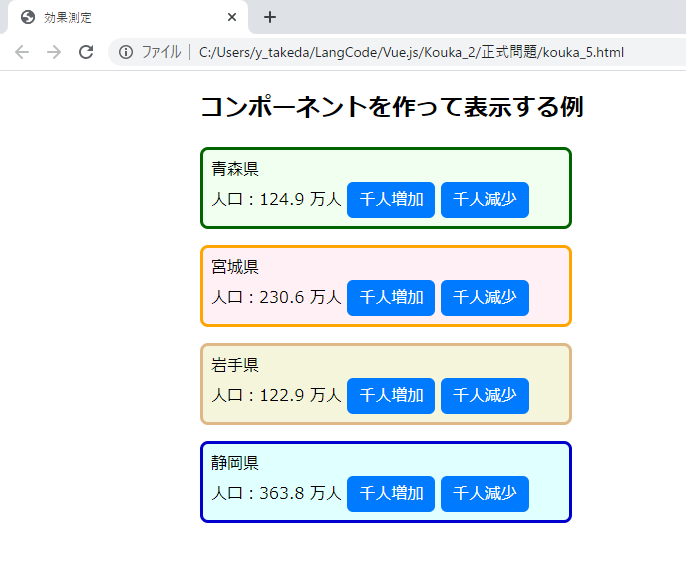 効果測定
ファイル C:/Users/y_takeda/LangCode/Vue.js/Kouka_2/正式問題/kouka_5.html
コンポーネントを作って表示する例
青森県
人口：124.9 万人 千人増加 千人減少
宮城県
人口：230.6 万人 千人増加 千人減少
岩手県
人口：122.9 万人 千人増加 千人減少
静岡県
人口：363.8 万人 千人増加 千人減少